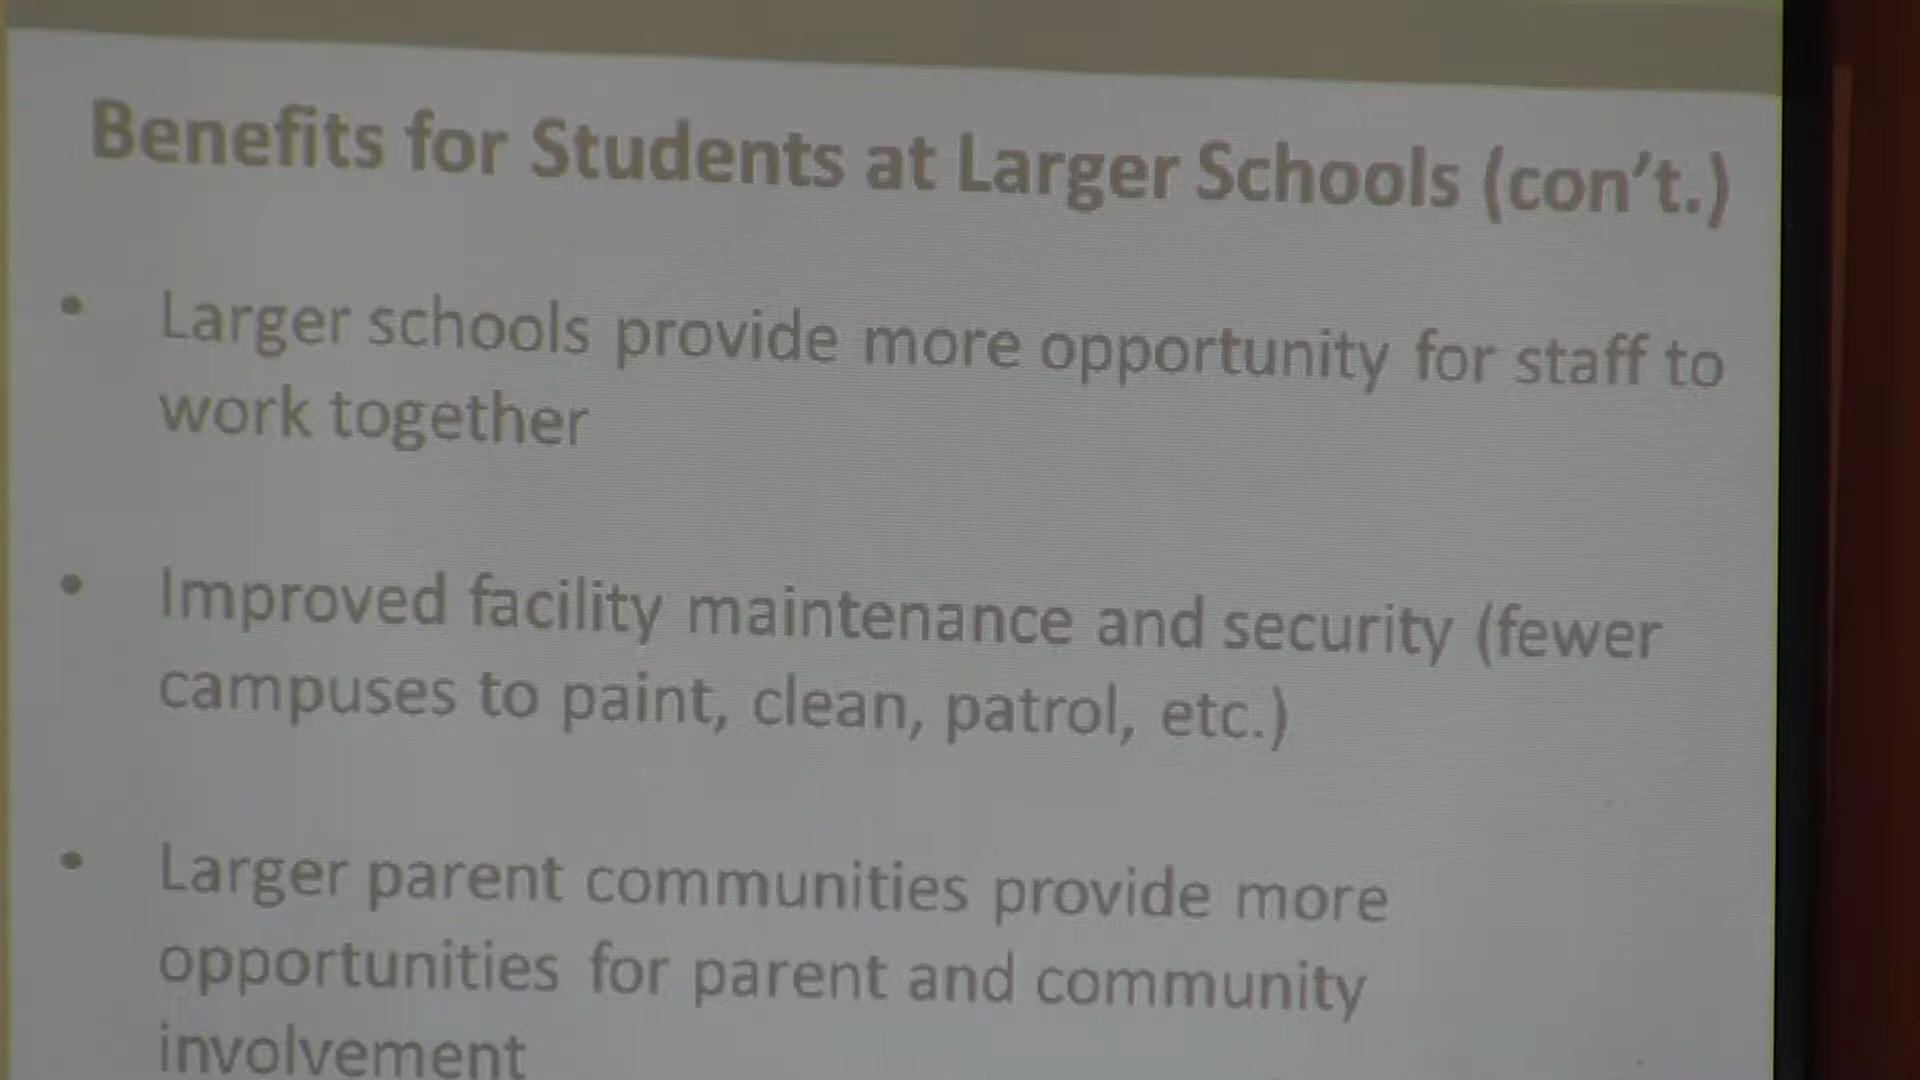 Benefits for Students at Larger Schools (con't.)
• Larger schools provide more opportunity for staff to
work together
• Improved facility maintenance and security (fewer
campuses to paint, clean, patrol, etc.)
• Larger parent communities provide more
opportunities for parent and community
involvement